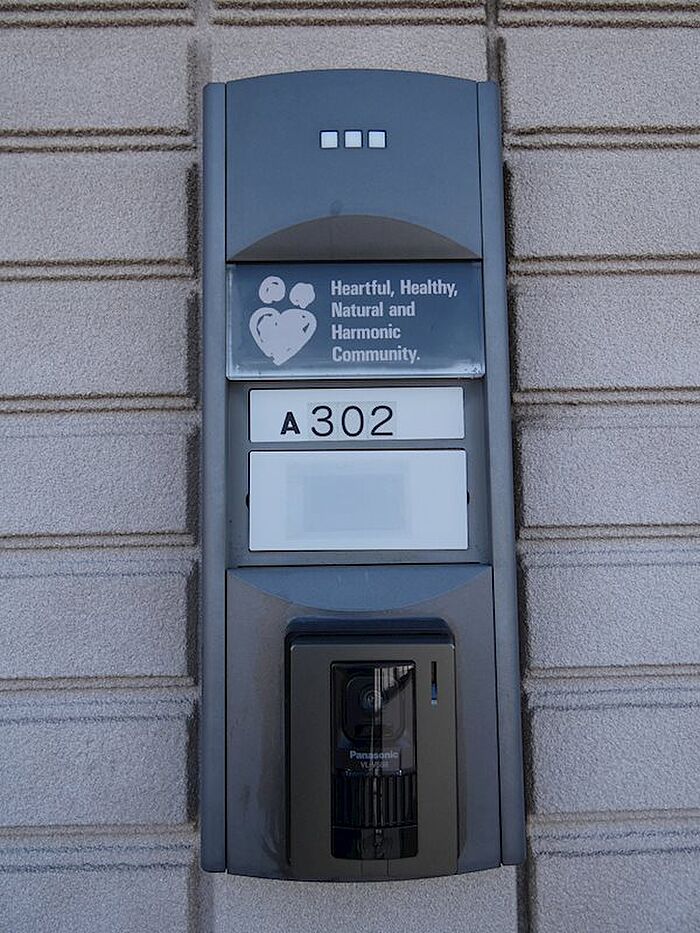 Heartful, Healthy,
Natural and
Harmonic
Community.
A 302
Panasonic